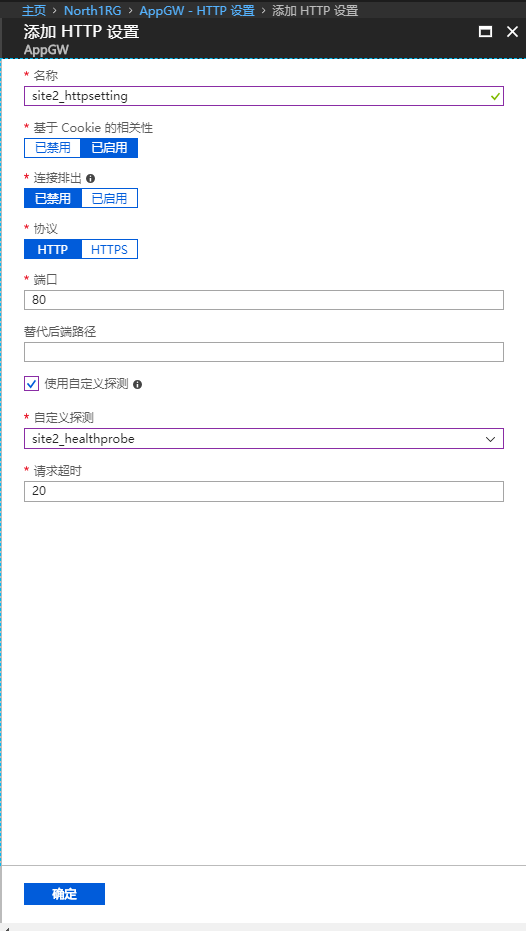 主页 > North1RG > AppGW - HTTP 设置 > 添加 HTTP 设置
添加 HTTP 设置
AppGW
* 名称
site2_httpsetting
* 基于 Cookie 的相关性
已禁用 已启用
* 连接排出
已禁用 已启用
* 协议
HTTP HTTPS
* 端口
80
替代后端路径
使用自定义探测
* 自定义探测
site2_healthprobe
* 请求超时
20
确定